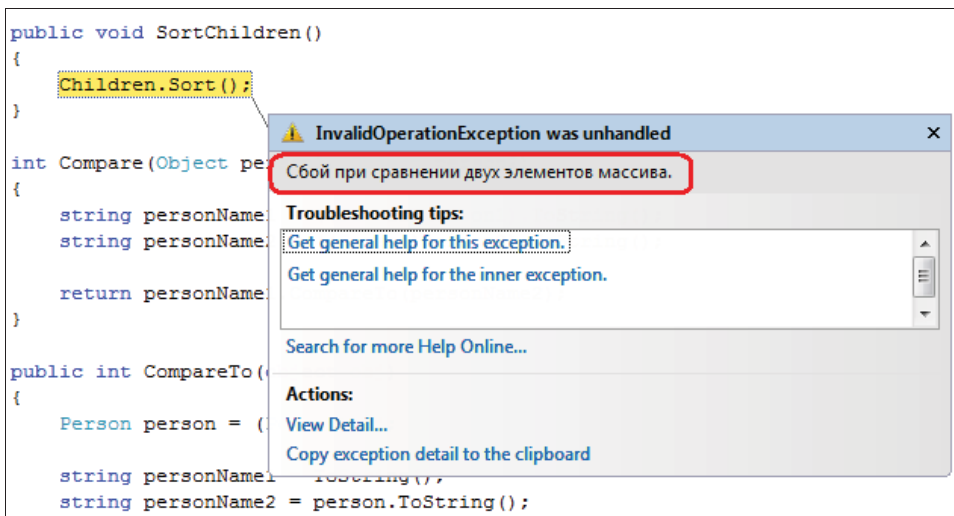 public void SortChildren()
{
Children.Sort();
}
InvalidOperationException was unhandled
int Compare(Object pe
Сбой при сравнении двух элементов массива.
{
Troubleshooting tips:
string personName
Get general help for this exception.
string personName
Get general help for the inner exception.
return personName
}
Search for more Help Online...
public int CompareTo(
Actions:
{
Person person = (
View Detail...
Copy exception detail to the clipboard
string personName1 = ToString();
string personName2 = person.ToString();